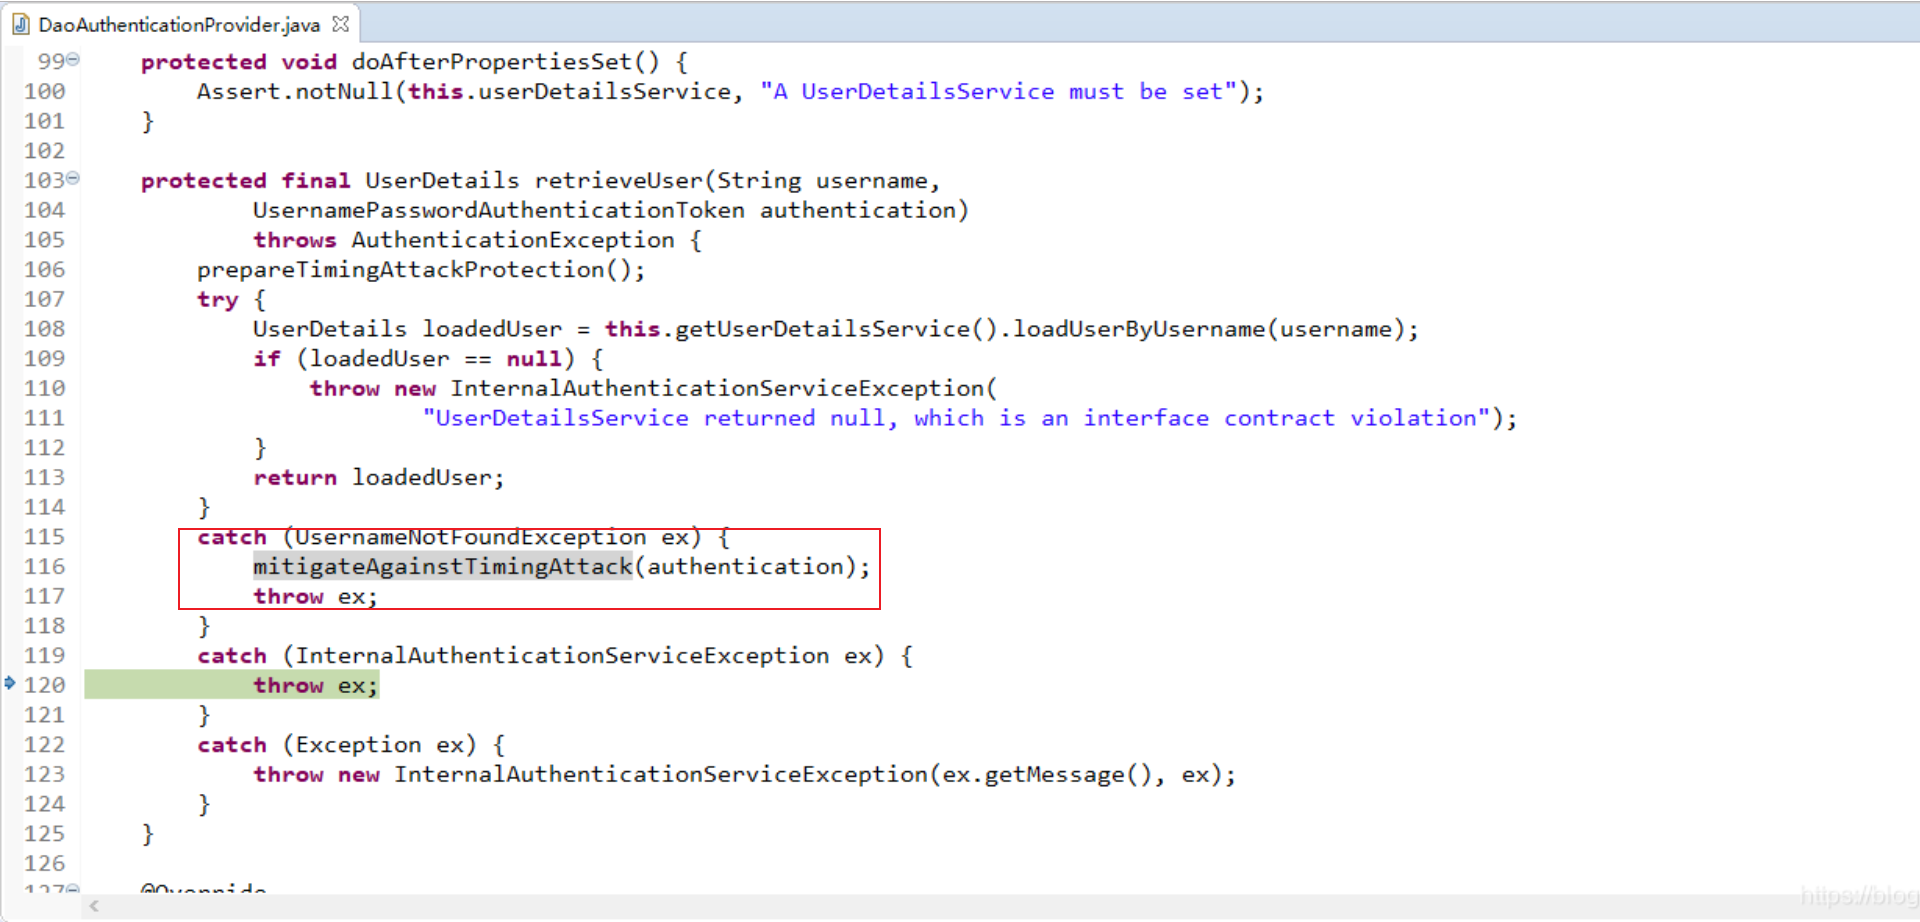 DaoAuthenticationProvider.java
99 protected void doAfterPropertiesSet() {
100 Assert.notNull(this.userDetailsService, "A UserDetailsService must be set");
101 }
102
103 protected final UserDetails retrieveUser(String username,
104 UsernamePasswordAuthenticationToken authentication)
105 throws AuthenticationException {
106 prepareTimingAttackProtection();
107 try {
108 UserDetails loadedUser = this.getUserDetailsService().loadUserByUsername(username);
109 if (loadedUser == null) {
110 throw new InternalAuthenticationServiceException(
111 "UserDetailsService returned null, which is an interface contract violation");
112 }
113 return loadedUser;
114 }
115 catch (UsernameNotFoundException ex) {
116 mitigateAgainstTimingAttack(authentication);
117 throw ex;
118 }
119 catch (InternalAuthenticationServiceException ex) {
120 throw ex;
121 }
122 catch (Exception ex) {
123 throw new InternalAuthenticationServiceException(ex.getMessage(), ex);
124 }
125 }
126
127 @Override
https://blog